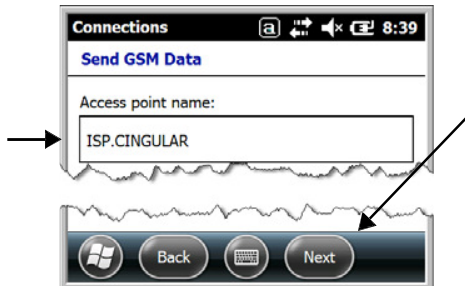 Connections a 8:39
Send GSM Data
Access point name:
ISP.CINGULAR
Back Next